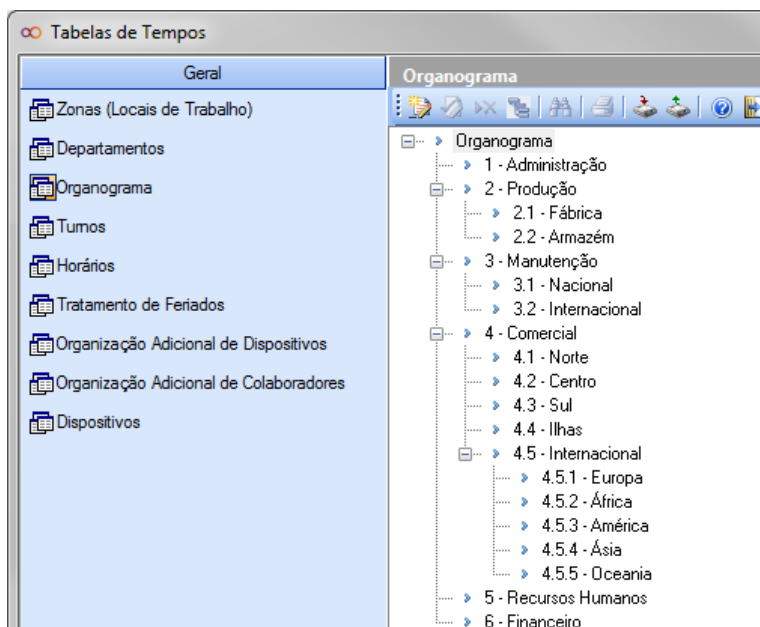 Tabelas de Tempos
Geral
Zonas (Locais de Trabalho)
Departamentos
Organograma
Turnos
Horários
Tratamento de Feriados
Organização Adicional de Dispositivos
Organização Adicional de Colaboradores
Dispositivos
Organograma
Organograma
1 - Administração
2 - Produção
2.1 - Fábrica
2.2 - Armazém
3 - Manutenção
3.1 - Nacional
3.2 - Internacional
4 - Comercial
4.1 - Norte
4.2 - Centro
4.3 - Sul
4.4 - Ilhas
4.5 - Internacional
4.5.1 - Europa
4.5.2 - África
4.5.3 - América
4.5.4 - Ásia
4.5.5 - Oceania
5 - Recursos Humanos
6 - Financeiro